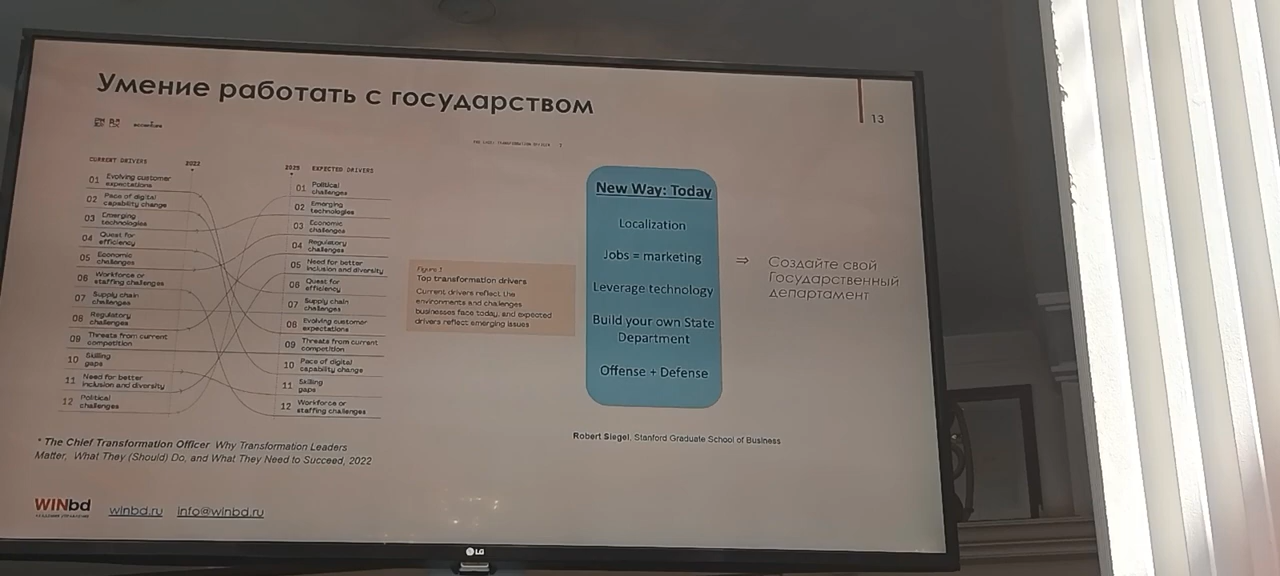 Умение работать с государством
13
accenture
THE CHIEF TRANSFORMATION OFFICER
CURRENT DRIVERS
2022
01 Evolving customer
expectations
02 Pace of digital
capability change
03 Emerging
technologies
04 Quest for
efficiency
05 Economic
challenges
06 Workforce or
staffing challenges
07 Supply chain
challenges
08 Regulatory
challenges
09 Threats from current
competition
10 Skilling
gaps
11 Need for better
inclusion and diversity
12 Political
challenges
2025 EXPECTED DRIVERS
01 Political
challenges
02 Emerging
technologies
03 Economic
challenges
04 Regulatory
challenges
05 Need for better
inclusion and diversity
06 Quest for
efficiency
07 Supply chain
challenges
08 Evolving customer
expectations
09 Threats from current
competition
10 Pace of digital
capability change
11 Skilling
gaps
12 Workforce or
staffing challenges
Figure 1
Top transformation drivers
Current drivers reflect the
environments and challenges
businesses face today, and expected
drivers reflect emerging issues
New Way: Today
Localization
Jobs = marketing
Leverage technology
Build your own State
Department
Offense + Defense
⇒ Создайте свой
Государственный
департамент
Robert Siegel, Stanford Graduate School of Business
* The Chief Transformation Officer Why Transformation Leaders
Matter, What They (Should) Do, and What They Need to Succeed, 2022
WINbd
winbd.ru info@winbd.ru
LG